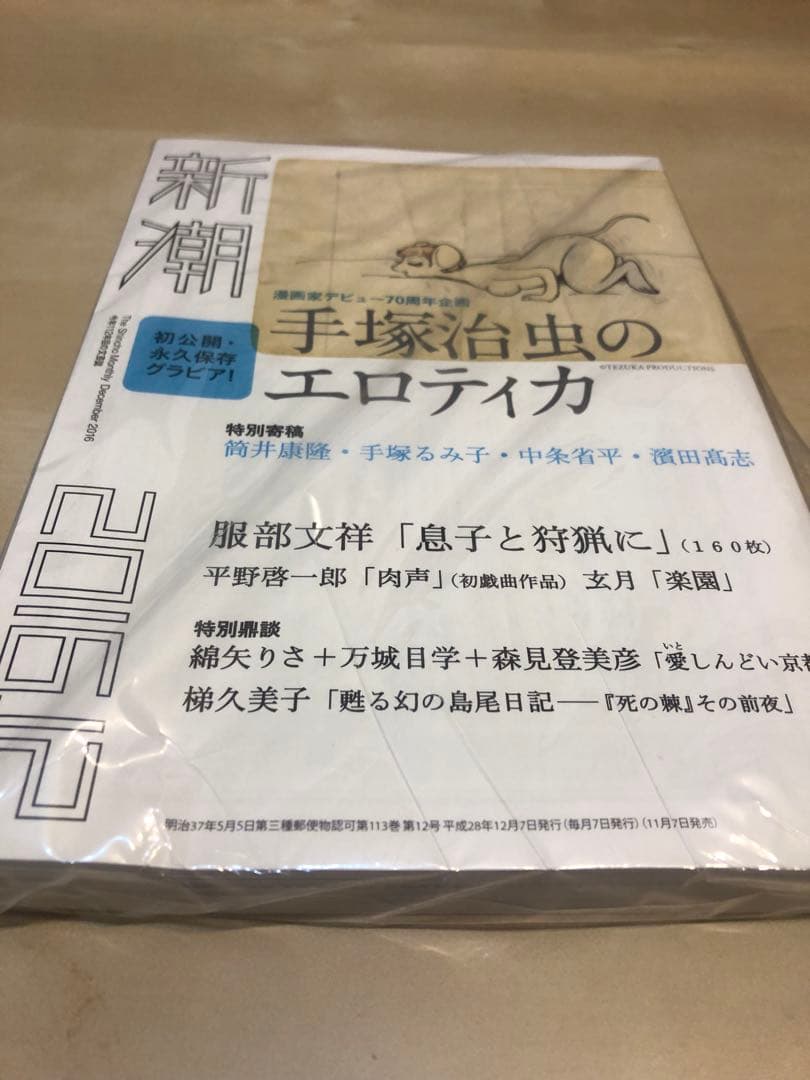 新潮
The Shincho Monthly December 2016
2016 12
漫画家デビュー70周年企画
手塚治虫の
エロティカ
©TEZUKA PRODUCTIONS
初公開・
永久保存
グラビア!
特別寄稿
筒井康隆・手塚るみ子・中条省平・濱田髙志
服部文祥「息子と狩猟に」(160枚)
平野啓一郎「肉声」(初戯曲作品) 玄月「楽園」
特別鼎談
綿矢りさ+万城目学+森見登美彦「愛しんどい京都
いと
梯久美子「甦る幻の島尾日記――『死の棘』その前夜」
明治37年5月5日第三種郵便物認可第113巻 第12号 平成28年12月7日発行(毎月7日発行)(11月7日発売)